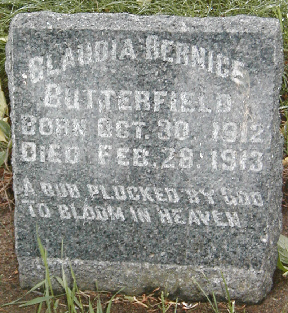 Claudia Bernice
Butterfield
Born Oct. 30, 1912
Died Feb. 28, 1913
A bud plucked by God
to bloom in heaven